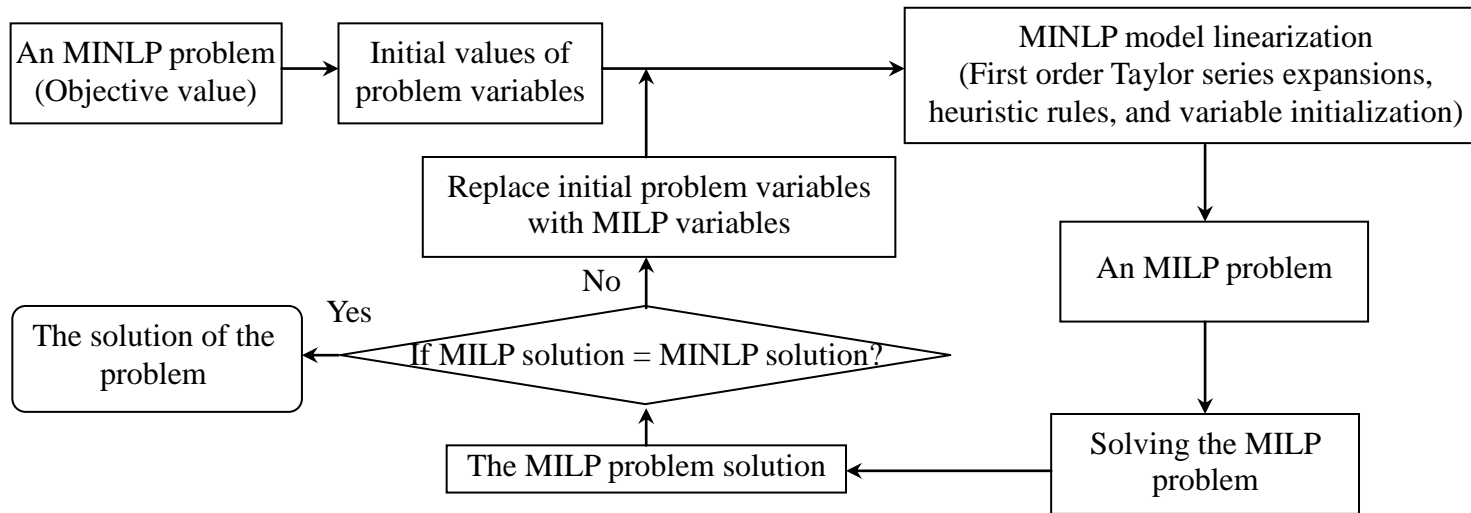 An MINLP problem
(Objective value)
Initial values of
problem variables
MINLP model linearization
(First order Taylor series expansions,
heuristic rules, and variable initialization)
Replace initial problem variables
with MILP variables
An MILP problem
No
Yes
The solution of the
problem
If MILP solution = MINLP solution?
The MILP problem solution
Solving the MILP
problem